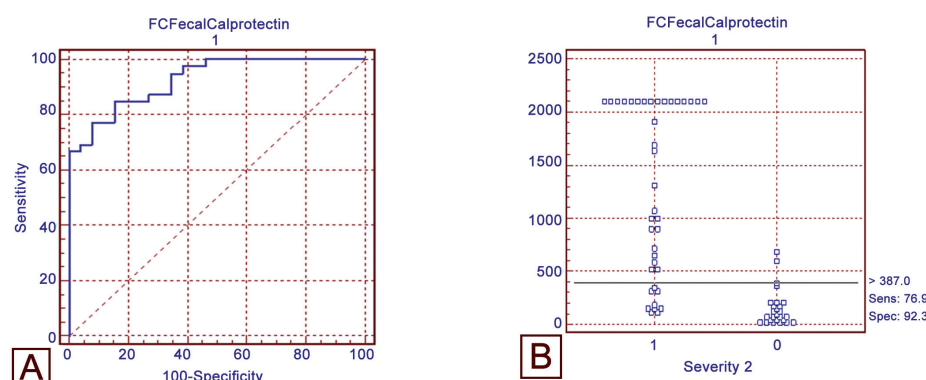 FCFecalCalprotectin
1
100
80
60
40
20
0
Sensitivity
0 20 40 60 80 100
100-Specificity
A
FCFecalCalprotectin
1
2500
2000
1500
1000
500
0
> 387.0
Sens: 76.9
Spec: 92.3
1 0
Severity 2
B